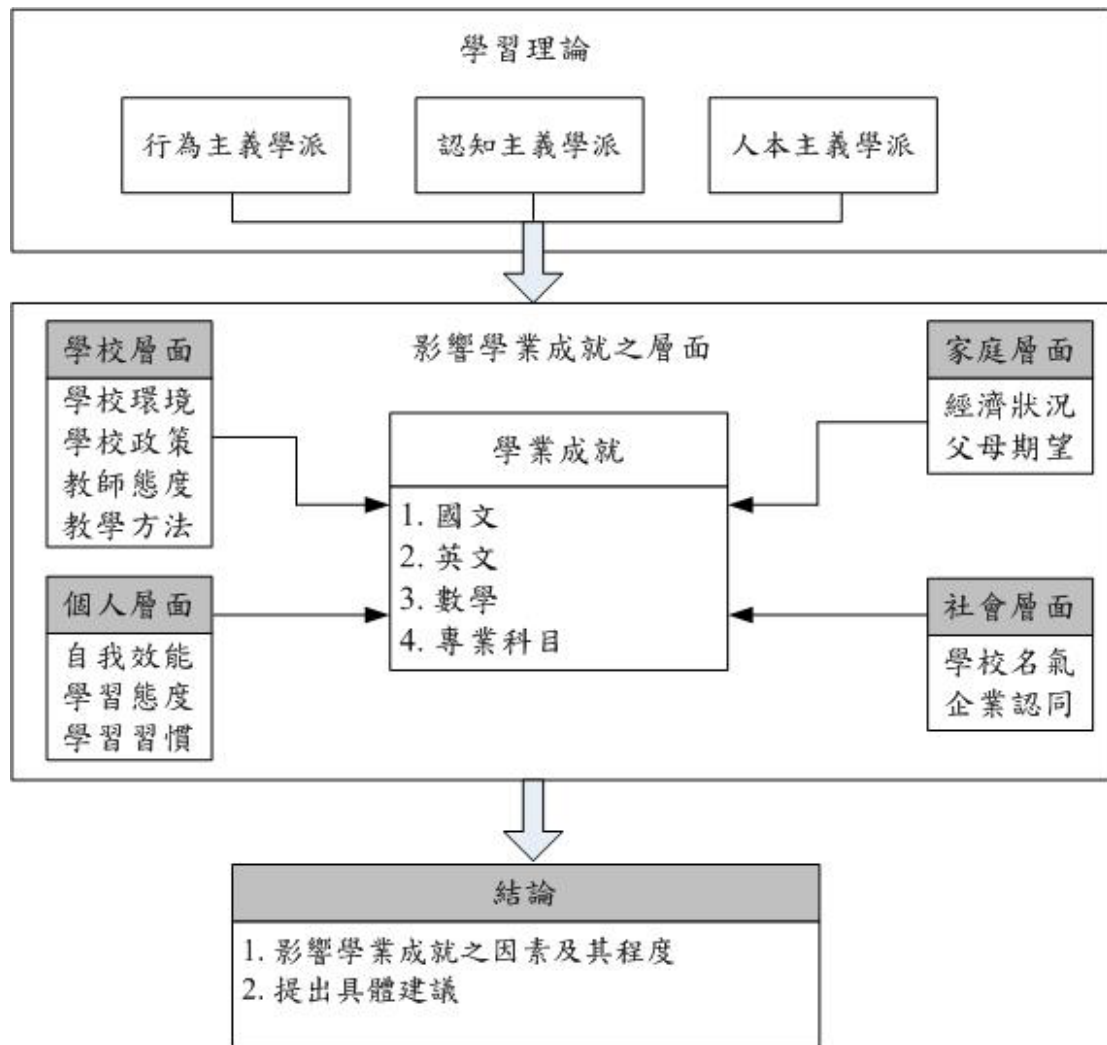 學習理論
行為主義學派
認知主義學派
人本主義學派
影響學業成就之層面
學校層面
學校環境
學校政策
教師態度
教學方法
個人層面
自我效能
學習態度
學習習慣
學業成就
1. 國文
2. 英文
3. 數學
4. 專業科目
家庭層面
經濟狀況
父母期望
社會層面
學校名氣
企業認同
結論
1. 影響學業成就之因素及其程度
2. 提出具體建議